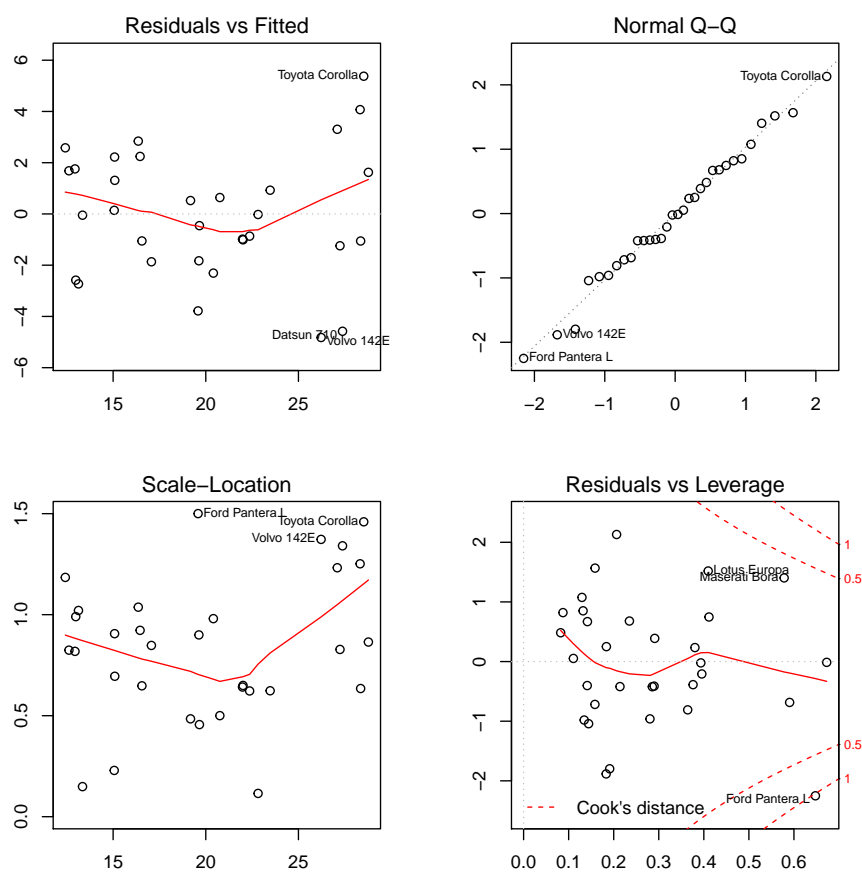 Residuals vs Fitted
6
4
2
0
−2
−4
−6
15 20 25
Toyota Corolla
Datsun 710
Volvo 142E
Normal Q−Q
2
1
0
−1
−2
−2 −1 0 1 2
Toyota Corolla
Volvo 142E
Ford Pantera L
Scale−Location
1.5
1.0
0.5
0.0
15 20 25
Ford Pantera L
Toyota Corolla
Volvo 142E
Residuals vs Leverage
2
1
0
−1
−2
0.0 0.1 0.2 0.3 0.4 0.5 0.6
1
0.5
0.5
1
Lotus Europa
Maserati Bora
Ford Pantera L
Cook's distance